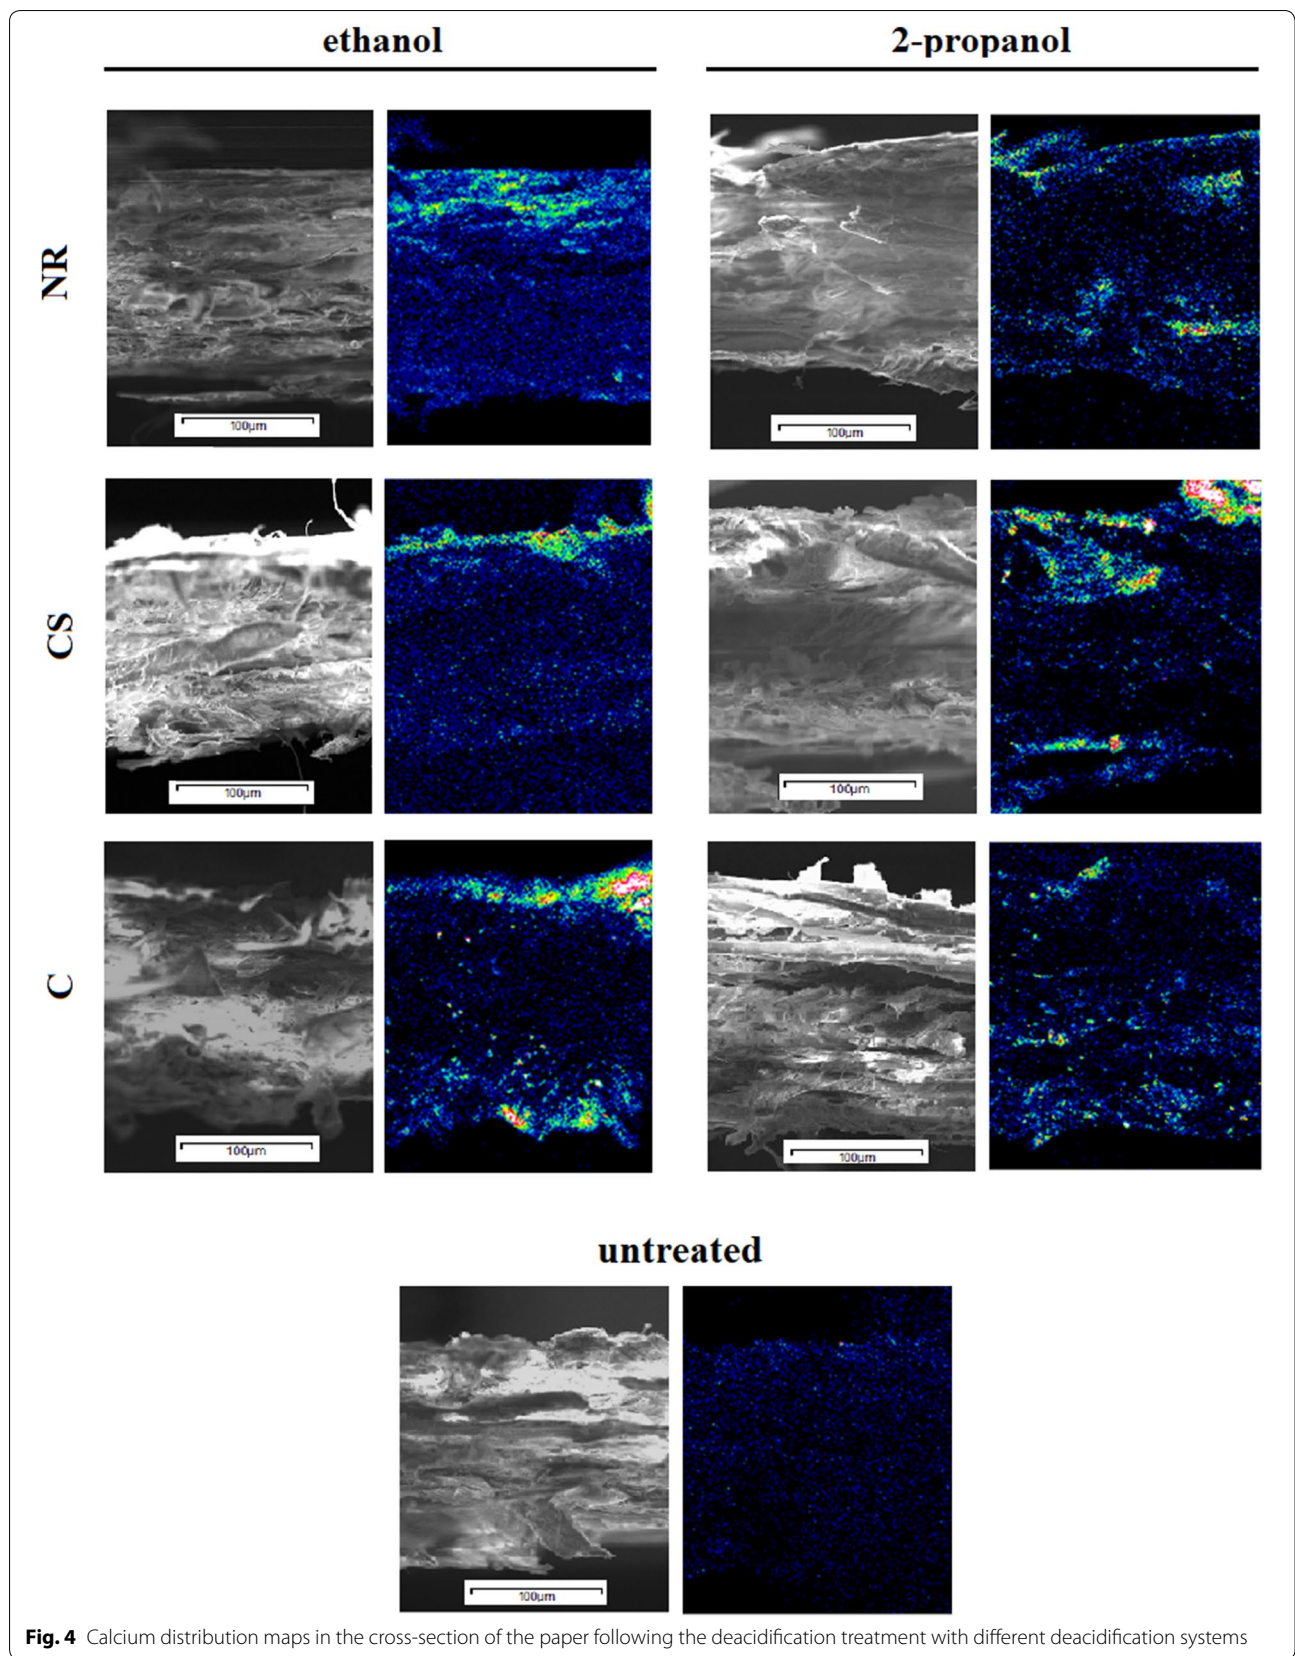 ethanol 2-propanol
NR
100µm 100µm
CS
100µm 100µm
C
100µm 100µm
untreated
100µm
Fig. 4 Calcium distribution maps in the cross-section of the paper following the deacidification treatment with different deacidification systems